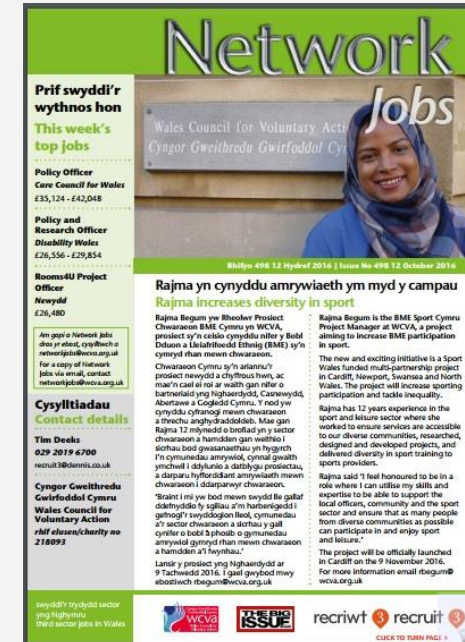 Network
Jobs
Prif swyddi'r
wythnos hon
This week's
top jobs
Policy Officer
Care Council for Wales
£35,124 - £42,048
Policy and
Research Officer
Disability Wales
£26,556 - £29,854
Rooms4U Project
Officer
Newydd
£26,480
Am gopi o Network Jobs
dros yr ebost, cysylltwch a
networkjobs@wcva.org.uk
For a copy of Network
Jobs via email, contact
networkjobs@wcva.org.uk
Cysylltiadau
Contact details
Tim Deeks
029 2019 6700
recruit3@dennis.co.uk
Cyngor Gweithredu
Gwirfoddol Cymru
Wales Council for
Voluntary Action
rhif elusen/charity no
218093
swyddi'r trydydd sector
yng Nghymru
third sector jobs in Wales
Wales Council for Voluntary Acti
Cyngor Gweithredu Gwirfoddol Cy
Rhifyn 498 12 Hydref 2016 | Issue No 498 12 October 2016
Rajma yn cynyddu amrywiaeth ym myd y campau
Rajma increases diversity in sport
Rajma Begum yw Rheolwr Prosiect
Chwaraeon BME Cymru yn WCVA,
prosiect sy'n ceisio cynyddu nifer y Bobl
Dduon a Lleiafrifoedd Ethnig (BME) sy'n
cymryd rhan mewn chwaraeon.
Chwaraeon Cymru sy'n ariannu'r
prosiect newydd a chyffrous hwn, ac
mae'n cael ei roi ar waith gan nifer o
bartneriaid yng Nghaerdydd, Casnewydd,
Abertawe a Gogledd Cymru. Y nod yw
cynyddu cyfranogi mewn chwaraeon
a threchu anghydraddoldeb. Mae gan
Rajma 12 mlynedd o brofiad yn y sector
chwaraeon a hamdden gan weithio i
sicrhau bod gwasanaethau yn hygyrch
i'n cymunedau amrywiol, cynnal gwaith
ymchwil i ddylunio a datblygu prosiectau,
a darparu hyfforddiant amrywiaeth mewn
chwaraeon i ddarparwyr chwaraeon.
'Braint i mi yw bod mewn swydd lle gallaf
ddefnyddio fy sgiliau a'm harbenigedd i
gefnogi'r swyddogion lleol, cymunedau
a'r sector chwaraeon a sicrhau y gall
cynifer o bobl â phosib o gymunedau
amrywiol gymryd rhan mewn chwaraeon
a hamdden a'i fwynhau.'
Lansir y prosiect yng Nghaerdydd ar
9 Tachwedd 2016. I gael gwybod mwy
ebostiwch rbegum@wcva.org.uk
Rajma Begum is the BME Sport Cymru
Project Manager at WCVA, a project
aiming to increase BME participation
in sport.
The new and exciting initiative is a Sport
Wales funded multi-partnership project
in Cardiff, Newport, Swansea and North
Wales. The project will increase sporting
participation and tackle inequality.
Rajma has 12 years experience in the
sport and leisure sector where she
worked to ensure services are accessible
to our diverse communities, researched,
designed and developed projects, and
delivered diversity in sport training to
sports providers.
Rajma said 'I feel honoured to be in a
role where I can utilise my skills and
expertise to be able to support the
local officers, community and the sport
sector and ensure that as many people
from diverse communities as possible
can participate in and enjoy sport
and leisure.'
The project will be officially launched
in Cardiff on the 9 November 2016.
For more information email rbegum@
wcva.org.uk
wcva
THE BIG
ISSUE
recriwt 3 recruit 3
CLICK TO TURN PAGE